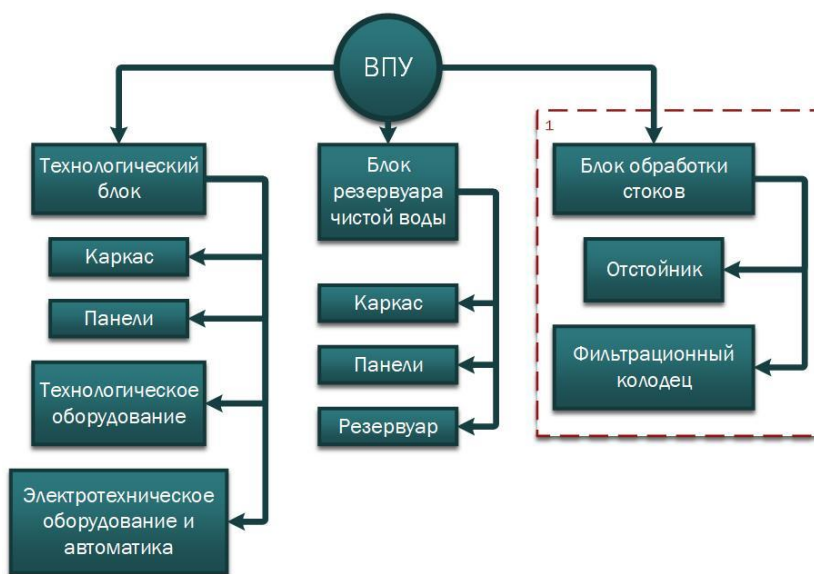 ВПУ
Технологический
блок
Каркас
Панели
Технологическое
оборудование
Электротехническое
оборудование и
автоматика
Блок
резервуара
чистой воды
Каркас
Панели
Резервуар
1
Блок обработки
стоков
Отстойник
Фильтрационный
колодец